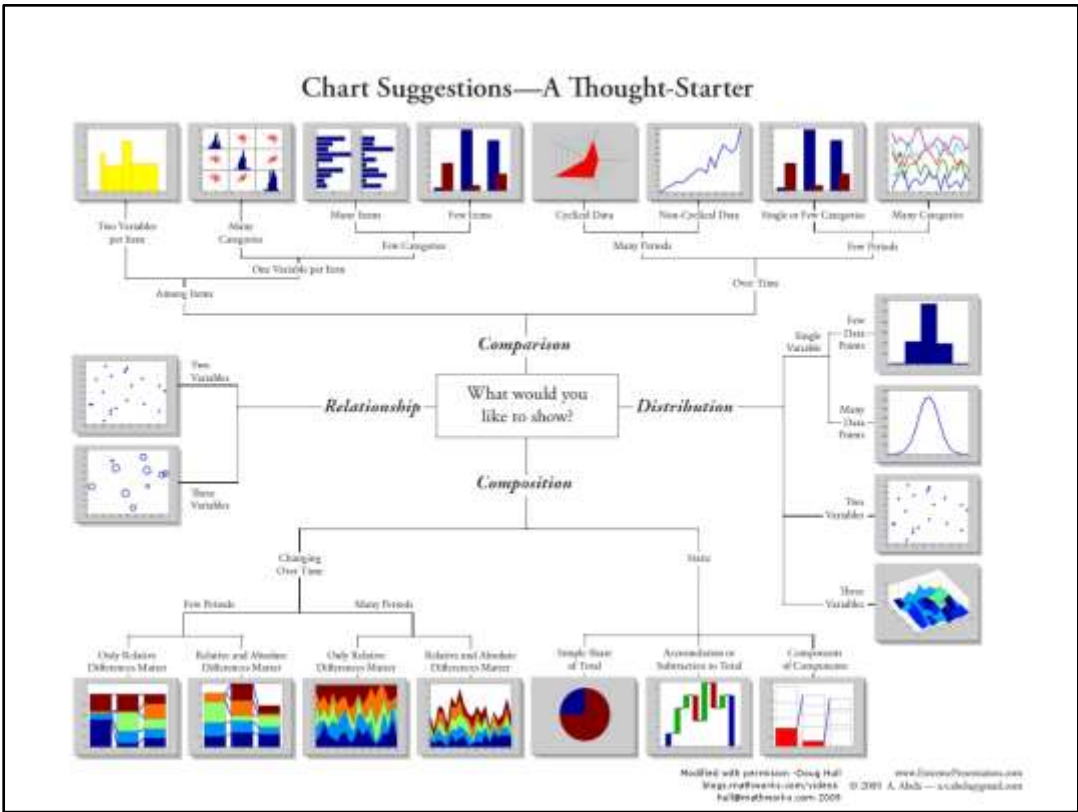 Chart Suggestions—A Thought-Starter
Two Variables
per Item
Many
Categories
Many Items
Few Items
Cyclical Data
Non-Cyclical Data
Single or Few Categories
Many Categories
Few Categories
Many Periods
Few Periods
One Variable per Item
Among Items
Over Time
Comparison
What would you
like to show?
Relationship
Two
Variables
Three
Variables
Distribution
Single
Variable
Few
Data
Points
Many
Data
Points
Two
Variables
Three
Variables
Composition
Changing
Over Time
Static
Few Periods
Many Periods
Only Relative
Differences Matter
Relative and Absolute
Differences Matter
Only Relative
Differences Matter
Relative and Absolute
Differences Matter
Simple Share
of Total
Accumulation or
Subtraction to Total
Components
of Components
Modified with permission -Doug Hull
blogs.mathworks.com/videos
hull@mathworks.com 2009
www.ExtremePresentation.com
© 2009 A. Abela — a.v.abela@gmail.com